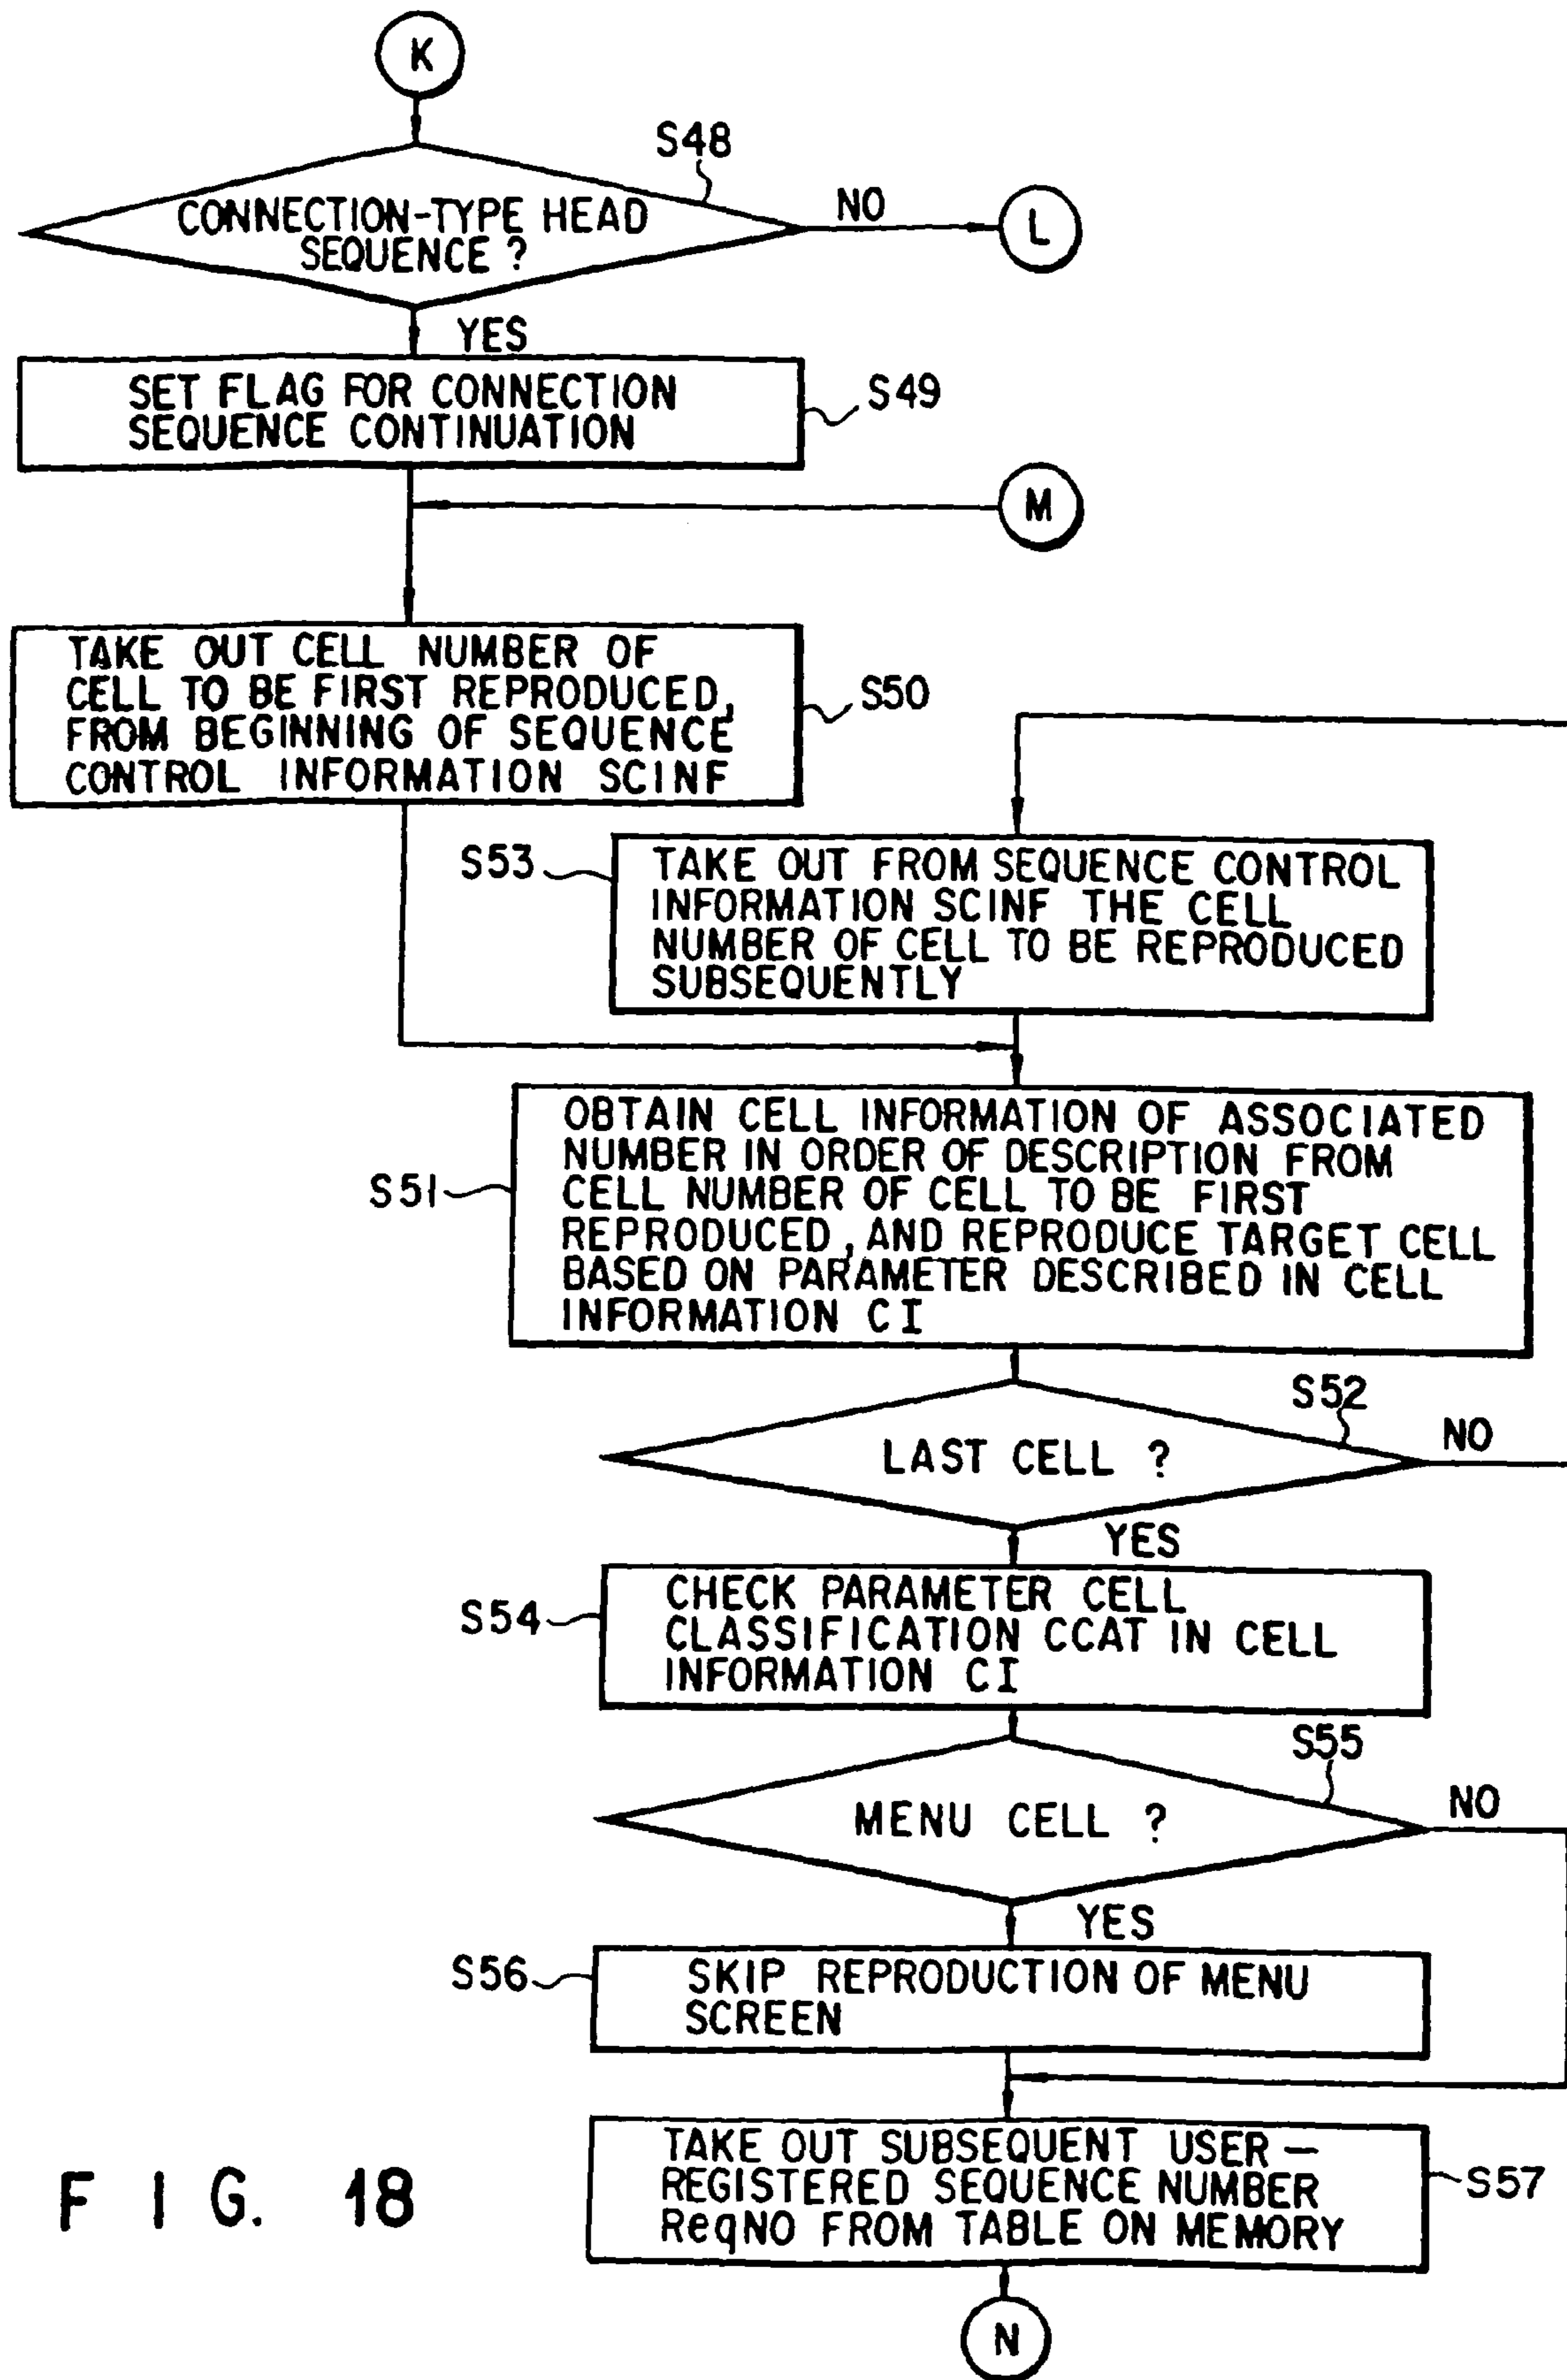 K
S48
CONNECTION-TYPE HEAD
SEQUENCE ?
NO
L
YES
SET FLAG FOR CONNECTION
SEQUENCE CONTINUATION
S49
M
TAKE OUT CELL NUMBER OF
CELL TO BE FIRST REPRODUCED,
FROM BEGINNING OF SEQUENCE
CONTROL INFORMATION SCINF
S50
S53
TAKE OUT FROM SEQUENCE CONTROL
INFORMATION SCINF THE CELL
NUMBER OF CELL TO BE REPRODUCED
SUBSEQUENTLY
S51
OBTAIN CELL INFORMATION OF ASSOCIATED
NUMBER IN ORDER OF DESCRIPTION FROM
CELL NUMBER OF CELL TO BE FIRST
REPRODUCED, AND REPRODUCE TARGET CELL
BASED ON PARAMETER DESCRIBED IN CELL
INFORMATION CI
S52
LAST CELL ?
NO
YES
S54
CHECK PARAMETER CELL
CLASSIFICATION CCAT IN CELL
INFORMATION CI
S55
MENU CELL ?
NO
YES
S56
SKIP REPRODUCTION OF MENU
SCREEN
TAKE OUT SUBSEQUENT USER-
REGISTERED SEQUENCE NUMBER
ReqNO FROM TABLE ON MEMORY
S57
N
FIG. 18